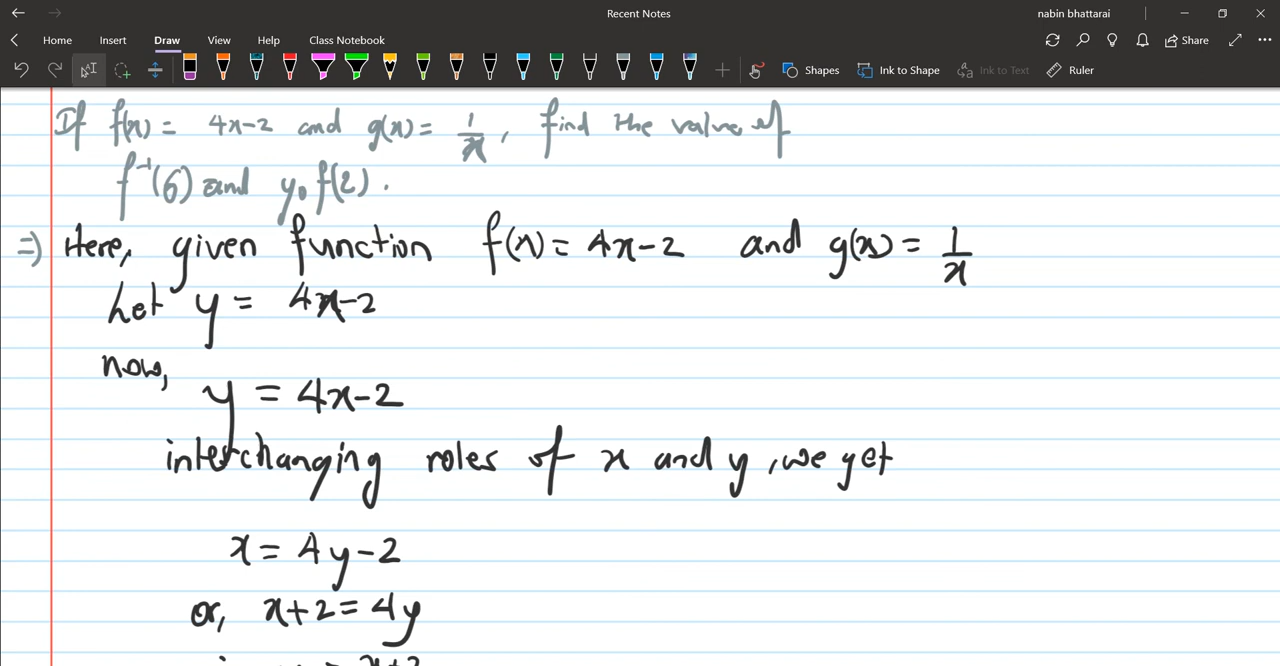 Recent Notes
nabin bhattarai
Home Insert Draw View Help Class Notebook
Share
Shapes Ink to Shape Ink to Text Ruler
If f(x) = 4x-2 and g(x) = 1/x, find the value of
f⁻¹(6) and gof(2).
=) Here, given function f(x) = 4x-2 and g(x) = 1/x
Let y = 4x-2
now,
y = 4x-2
interchanging roles of x and y, we get
x = 4y-2
or, x+2 = 4y